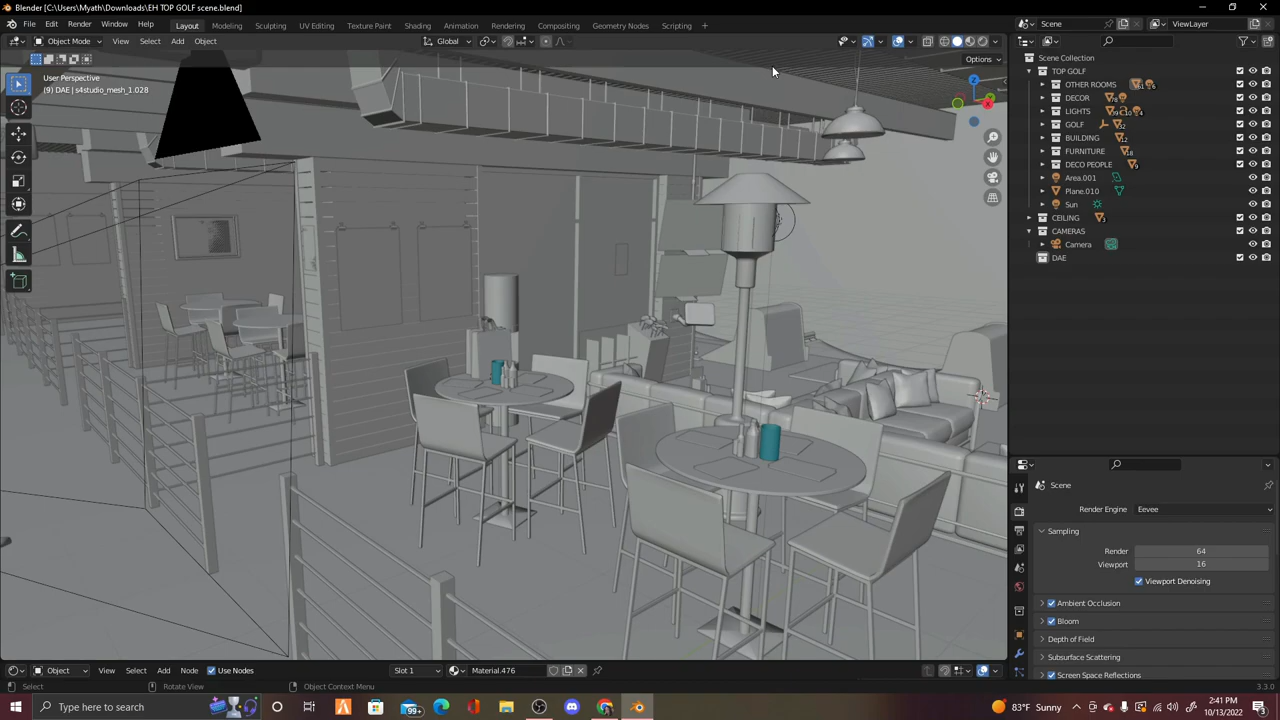 Blender [C:\Users\Myath\Downloads\EH TOP GOLF scene.blend]
File Edit Render Window Help Layout Modeling Sculpting UV Editing Texture Paint Shading Animation Rendering Compositing Geometry Nodes Scripting + Scene ViewLayer
Object Mode View Select Add Object Global
Options
User Perspective
(9) DAE | s4studio_mesh_1.028
Scene Collection
TOP GOLF
OTHER ROOMS
DECOR
LIGHTS
GOLF
BUILDING
FURNITURE
DECO PEOPLE
Area.001
Plane.010
Sun
CEILING
CAMERAS
Camera
DAE
Scene
Render Engine Eevee
Sampling
Render 64
Viewport 16
Viewport Denoising
Ambient Occlusion
Bloom
Depth of Field
Subsurface Scattering
Screen Space Reflections
Object View Select Add Node Use Nodes Slot 1 Material.476
Select Rotate View Object Context Menu 3.3.0
Type here to search 99+ 83°F Sunny 2:41 PM
10/13/2022